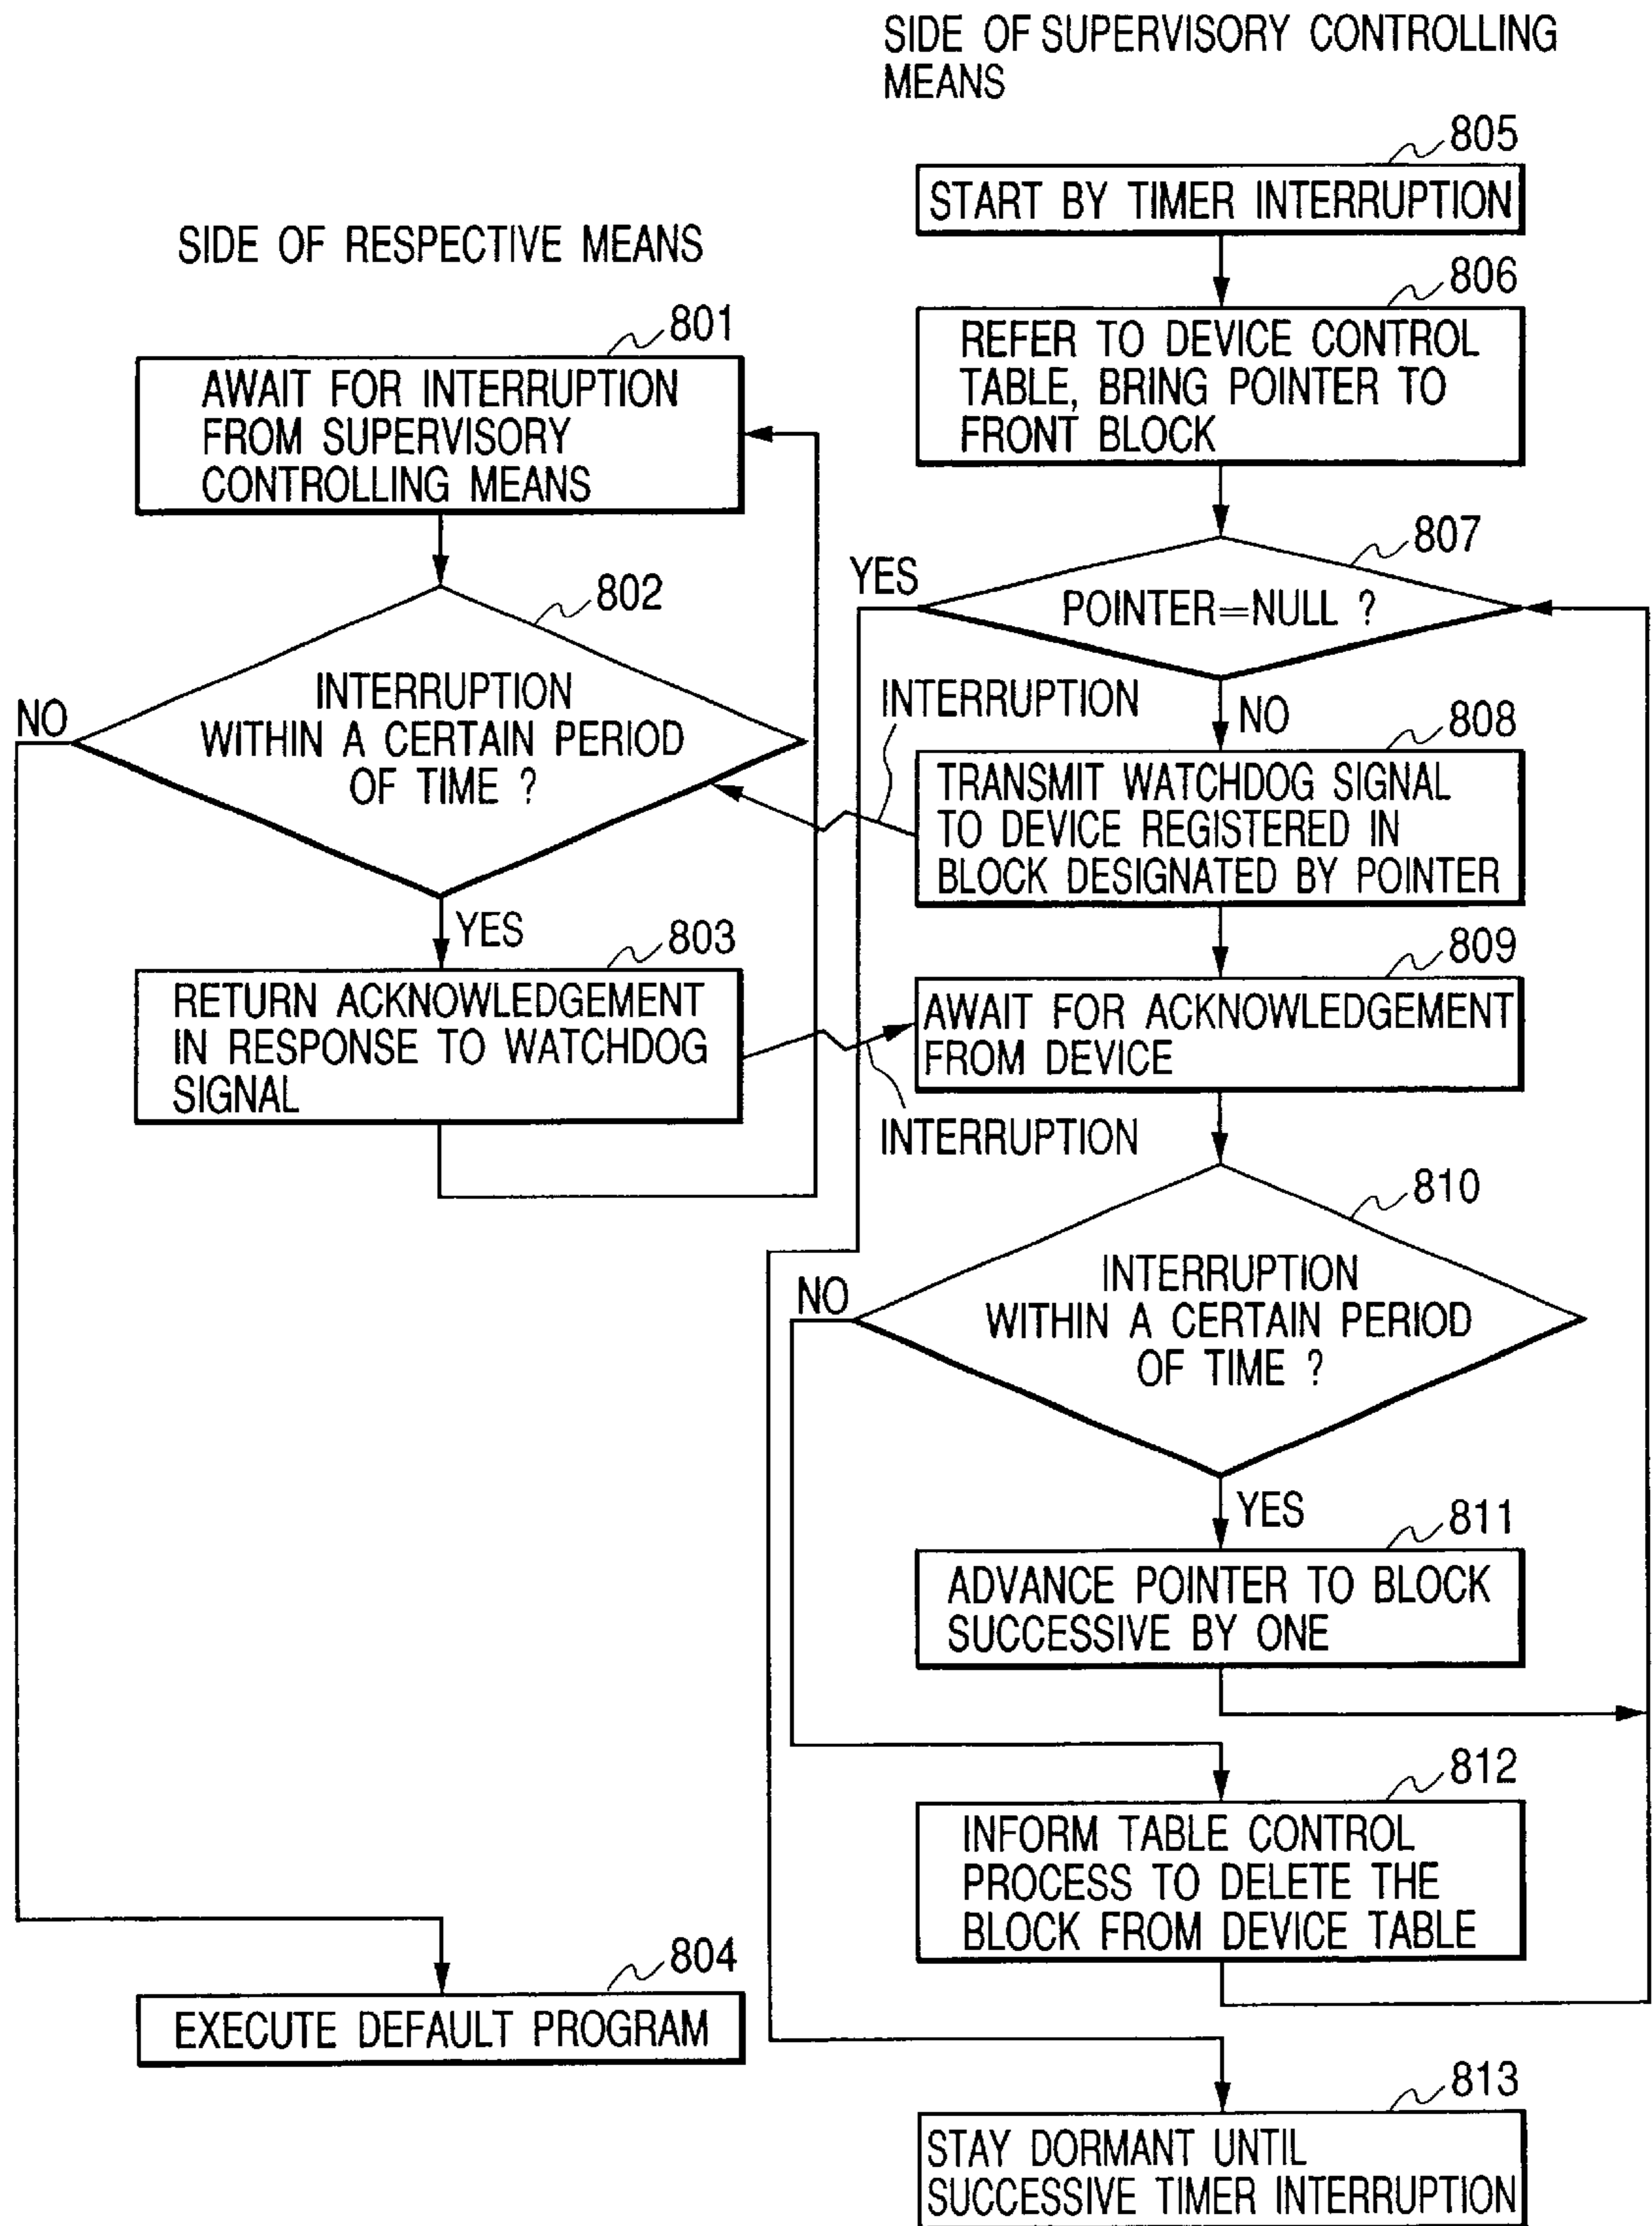 SIDE OF SUPERVISORY CONTROLLING
MEANS
805
START BY TIMER INTERRUPTION
806
REFER TO DEVICE CONTROL
TABLE, BRING POINTER TO
FRONT BLOCK
807
YES
POINTER=NULL ?
NO
INTERRUPTION
808
TRANSMIT WATCHDOG SIGNAL
TO DEVICE REGISTERED IN
BLOCK DESIGNATED BY POINTER
809
AWAIT FOR ACKNOWLEDGEMENT
FROM DEVICE
INTERRUPTION
810
NO
INTERRUPTION
WITHIN A CERTAIN PERIOD
OF TIME ?
YES
811
ADVANCE POINTER TO BLOCK
SUCCESSIVE BY ONE
812
INFORM TABLE CONTROL
PROCESS TO DELETE THE
BLOCK FROM DEVICE TABLE
813
STAY DORMANT UNTIL
SUCCESSIVE TIMER INTERRUPTION
SIDE OF RESPECTIVE MEANS
801
AWAIT FOR INTERRUPTION
FROM SUPERVISORY
CONTROLLING MEANS
802
NO
INTERRUPTION
WITHIN A CERTAIN PERIOD
OF TIME ?
YES
803
RETURN ACKNOWLEDGEMENT
IN RESPONSE TO WATCHDOG
SIGNAL
804
EXECUTE DEFAULT PROGRAM